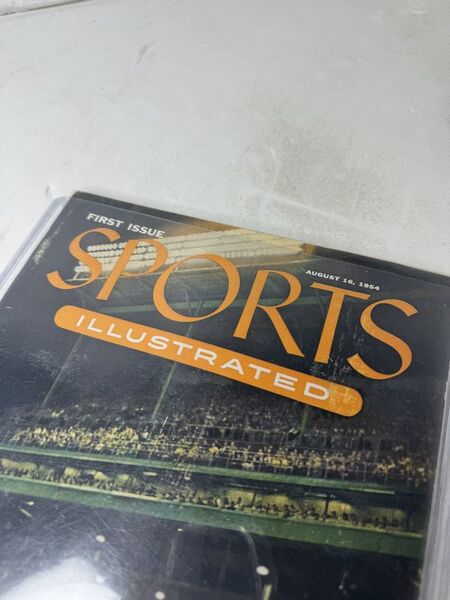 FIRST ISSUE
AUGUST 16, 1954
SPORTS
ILLUSTRATED